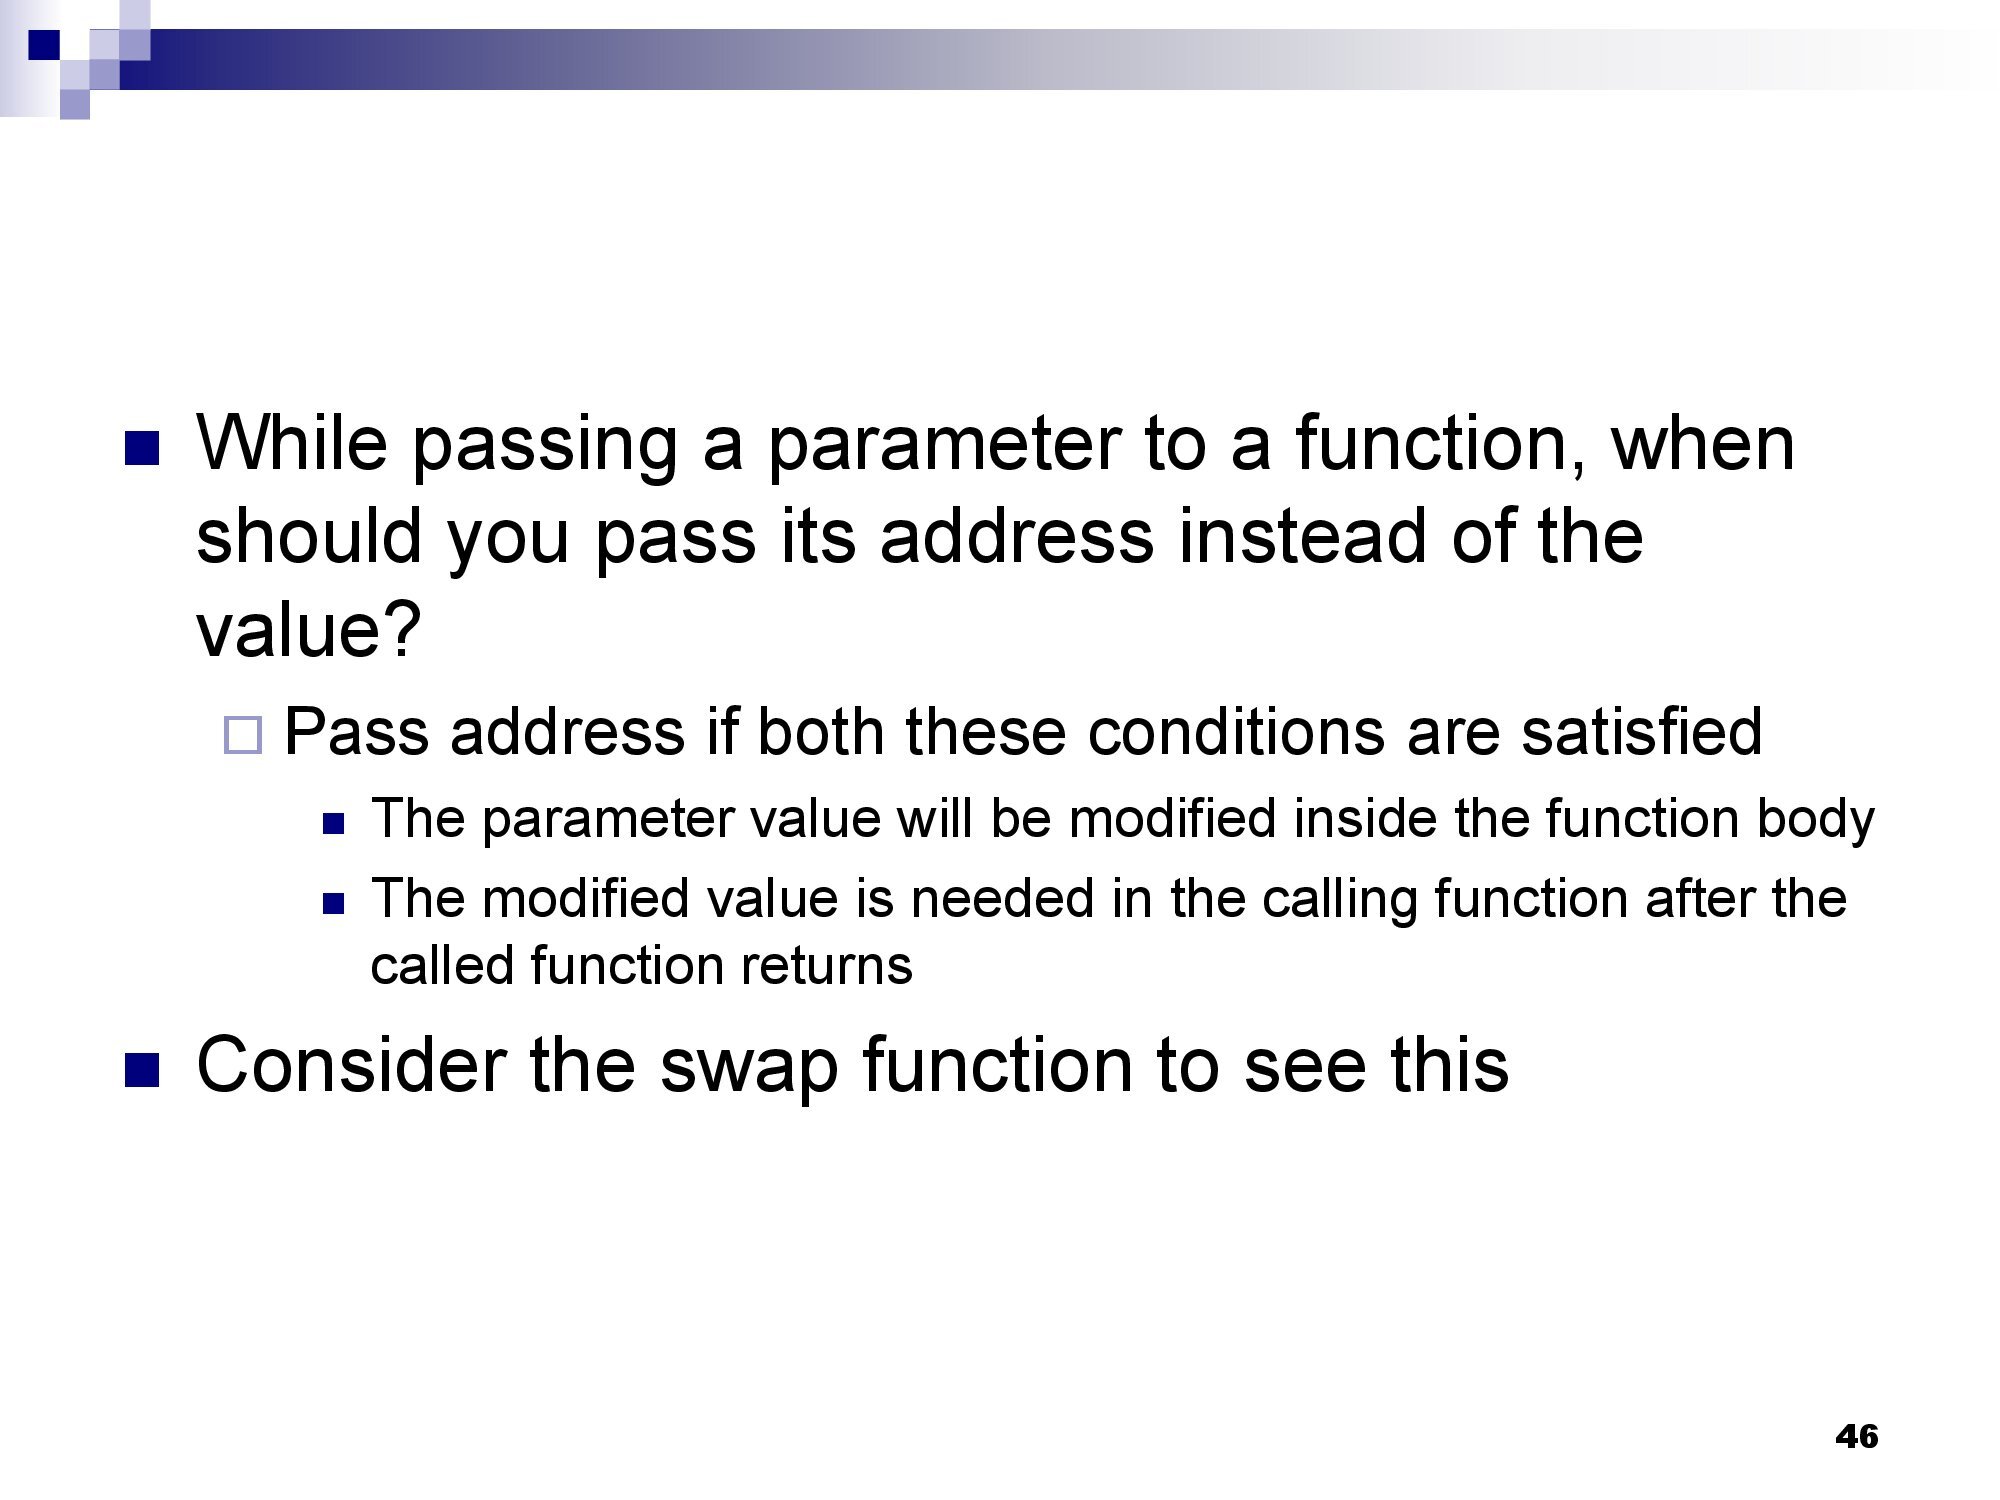 While passing a parameter to a function, when
should you pass its address instead of the
value?
Pass address if both these conditions are satisfied
The parameter value will be modified inside the function body
The modified value is needed in the calling function after the
called function returns
Consider the swap function to see this
46